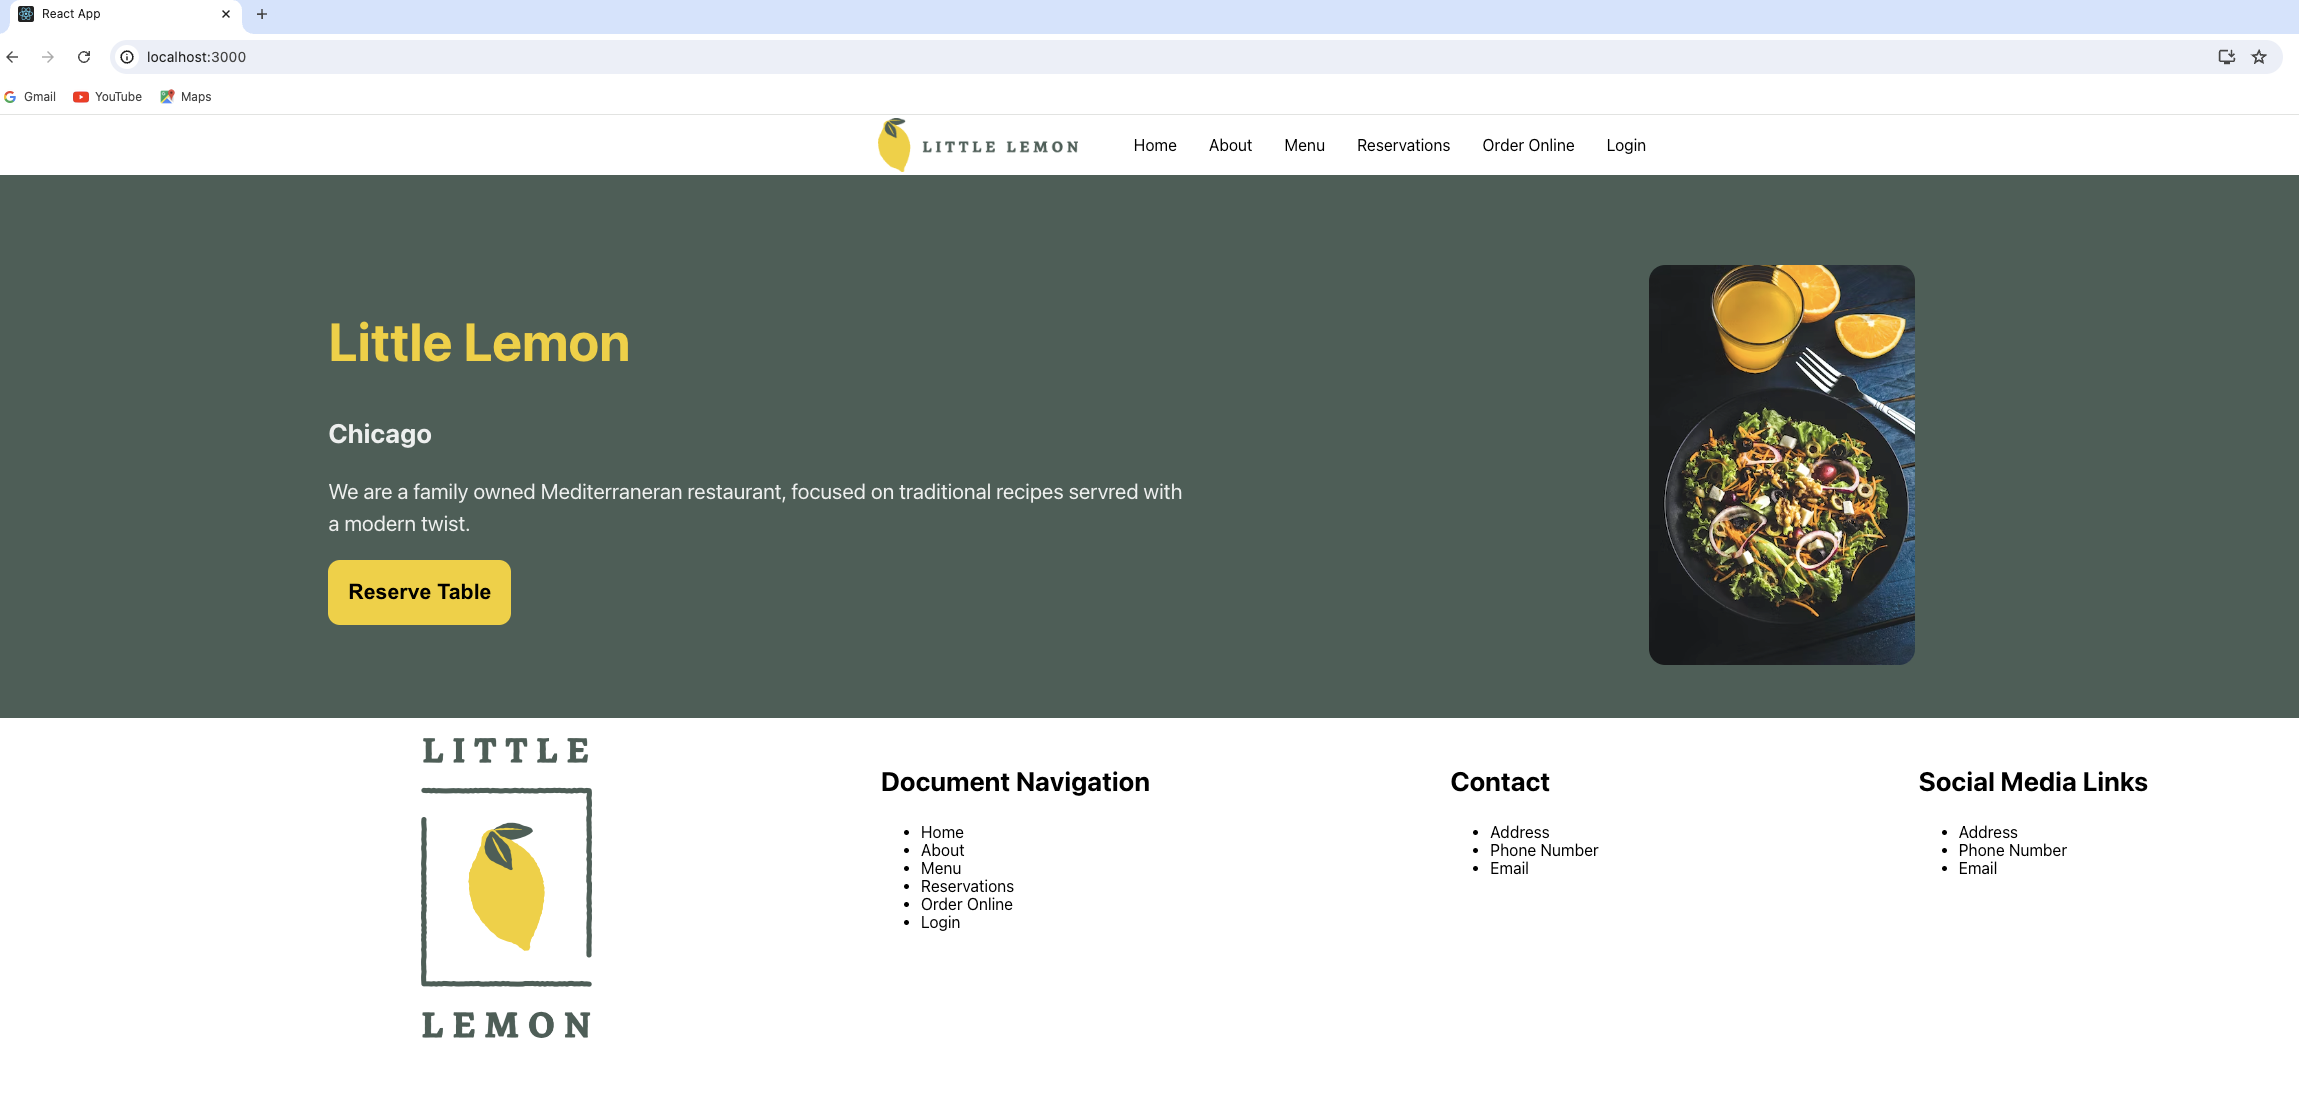 React App
localhost:3000
Gmail YouTube Maps
LITTLE LEMON Home About Menu Reservations Order Online Login
Little Lemon
Chicago
We are a family owned Mediterraneran restaurant, focused on traditional recipes servred with
a modern twist.
Reserve Table
LITTLE
LEMON
Document Navigation
Home
About
Menu
Reservations
Order Online
Login
Contact
Address
Phone Number
Email
Social Media Links
Address
Phone Number
Email